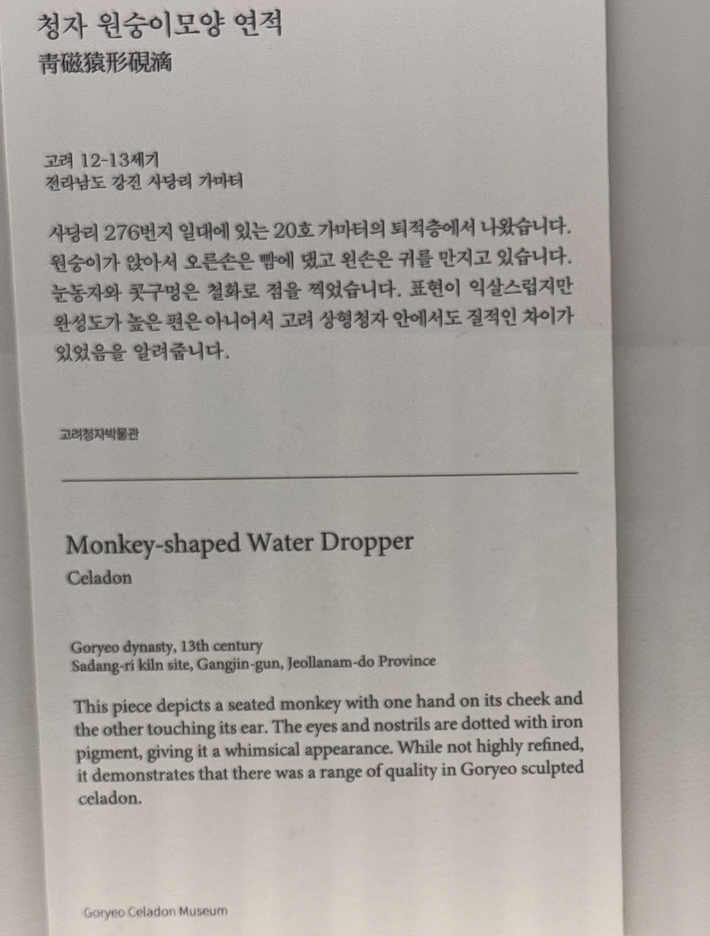 청자 원숭이모양 연적
靑磁猿形硯滴
고려 12-13세기
전라남도 강진 사당리 가마터
사당리 276번지 일대에 있는 20호 가마터의 퇴적층에서 나왔습니다.
원숭이가 앉아서 오른손은 뺨에 댔고 왼손은 귀를 만지고 있습니다.
눈동자와 콧구멍은 철화로 점을 찍었습니다. 표현이 익살스럽지만
완성도가 높은 편은 아니어서 고려 상형청자 안에서도 질적인 차이가
있었음을 알려줍니다.
고려청자박물관
Monkey-shaped Water Dropper
Celadon
Goryeo dynasty, 13th century
Sadang-ri kiln site, Gangjin-gun, Jeollanam-do Province
This piece depicts a seated monkey with one hand on its cheek and
the other touching its ear. The eyes and nostrils are dotted with iron
pigment, giving it a whimsical appearance. While not highly refined,
it demonstrates that there was a range of quality in Goryeo sculpted
celadon.
Goryeo Celadon Museum